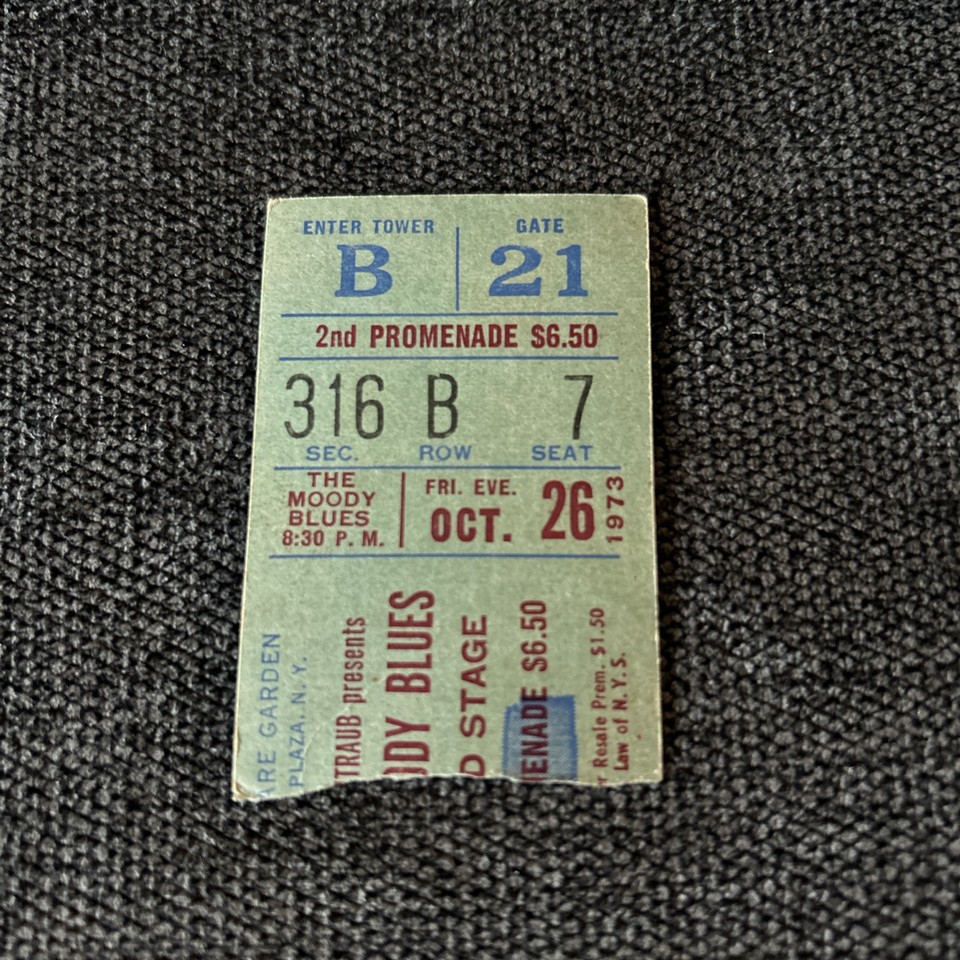 ENTER TOWER
B
GATE
21
2nd PROMENADE $6.50
316 B 7
SEC. ROW SEAT
THE
MOODY
BLUES
8:30 P. M.
FRI. EVE.
OCT. 26
1973
ARE GARDEN
PLAZA, N. Y.
TRAUB presents
ODY BLUES
D STAGE
ENADE $6.50
r Resale Prem. $1.50
Law of N.Y.S.